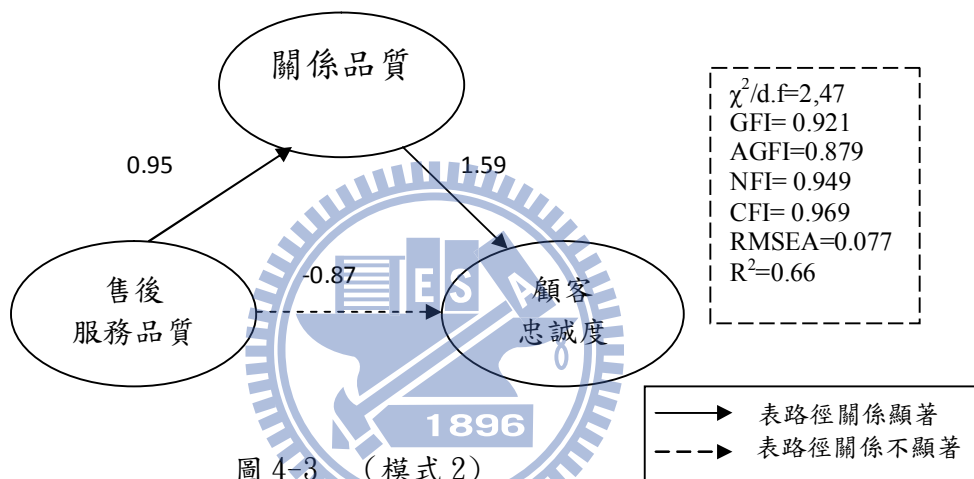 關係品質
χ²/d.f=2,47
GFI= 0.921
AGFI=0.879
NFI= 0.949
CFI= 0.969
RMSEA=0.077
R²=0.66
0.95
1.59
售後
服務品質
-0.87
顧客
忠誠度
E S A
1896
表路徑關係顯著
表路徑關係不顯著
圖 4-3 （模式 2）